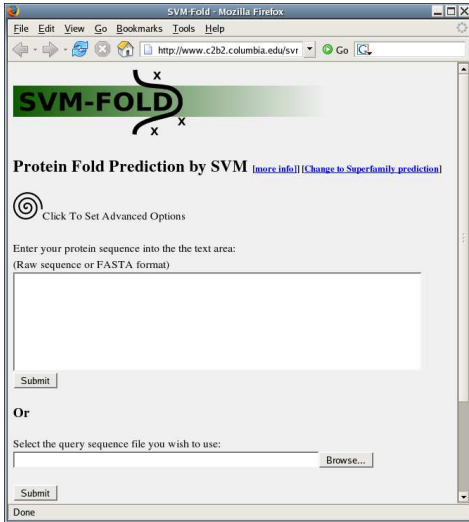 SVM-Fold - Mozilla Firefox
File Edit View Go Bookmarks Tools Help
http://www.c2b2.columbia.edu/svr Go
SVM-FOLD
x
x
x
Protein Fold Prediction by SVM [more info]] [Change to Superfamily prediction]
Click To Set Advanced Options
Enter your protein sequence into the the text area:
(Raw sequence or FASTA format)
Submit
Or
Select the query sequence file you wish to use:
Browse...
Submit
Done